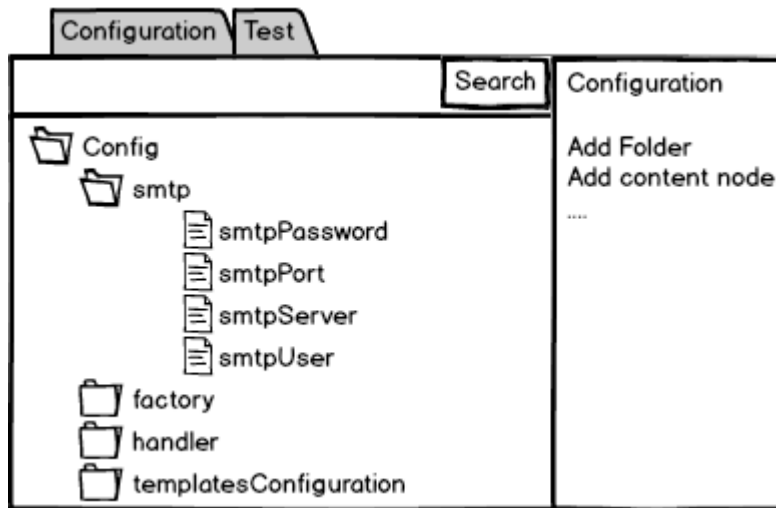 Configuration Test
Search
Config
smtp
smtpPassword
smtpPort
smtpServer
smtpUser
factory
handler
templatesConfiguration
Configuration
Add Folder
Add content node
....